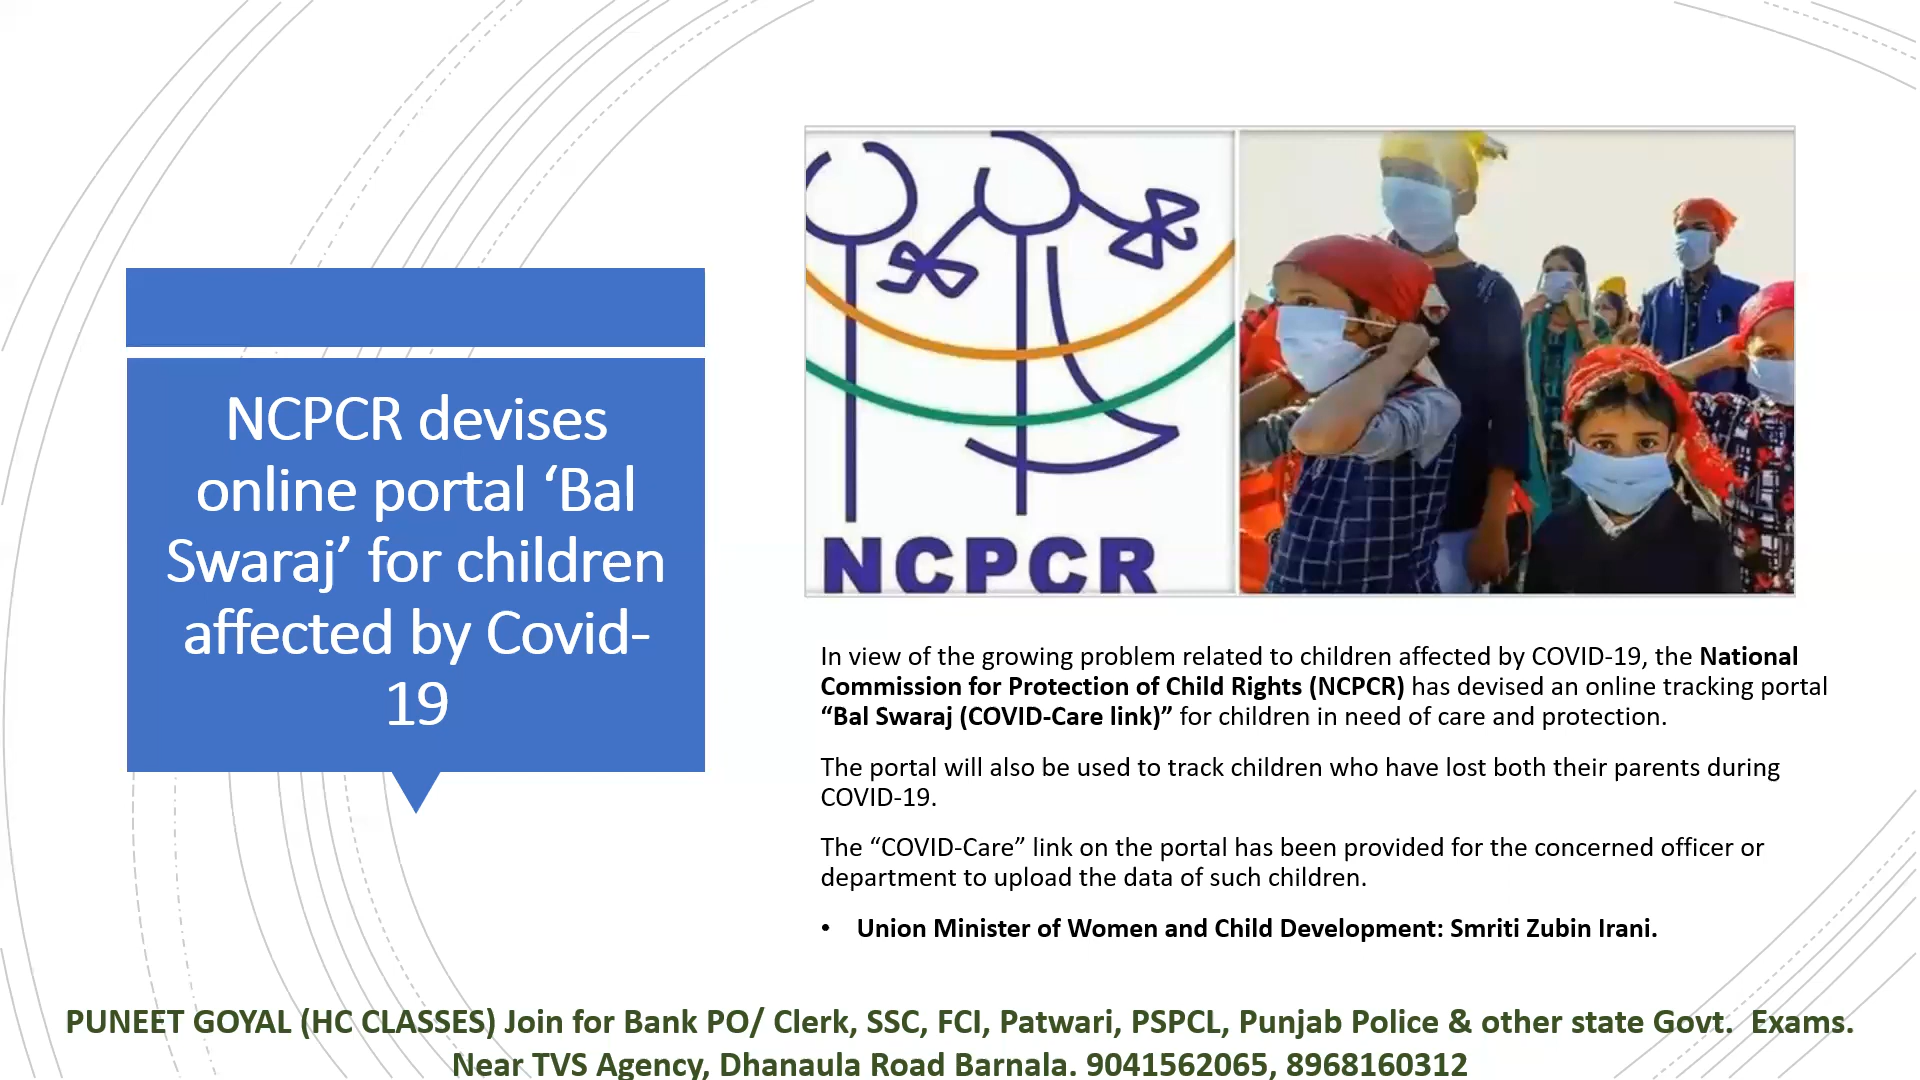 NCPCR devises
online portal ‘Bal
Swaraj’ for children
affected by Covid-
19
NCPCR
In view of the growing problem related to children affected by COVID-19, the National
Commission for Protection of Child Rights (NCPCR) has devised an online tracking portal
“Bal Swaraj (COVID-Care link)” for children in need of care and protection.
The portal will also be used to track children who have lost both their parents during
COVID-19.
The “COVID-Care” link on the portal has been provided for the concerned officer or
department to upload the data of such children.
• Union Minister of Women and Child Development: Smriti Zubin Irani.
PUNEET GOYAL (HC CLASSES) Join for Bank PO/ Clerk, SSC, FCI, Patwari, PSPCL, Punjab Police & other state Govt. Exams.
Near TVS Agency, Dhanaula Road Barnala. 9041562065, 8968160312